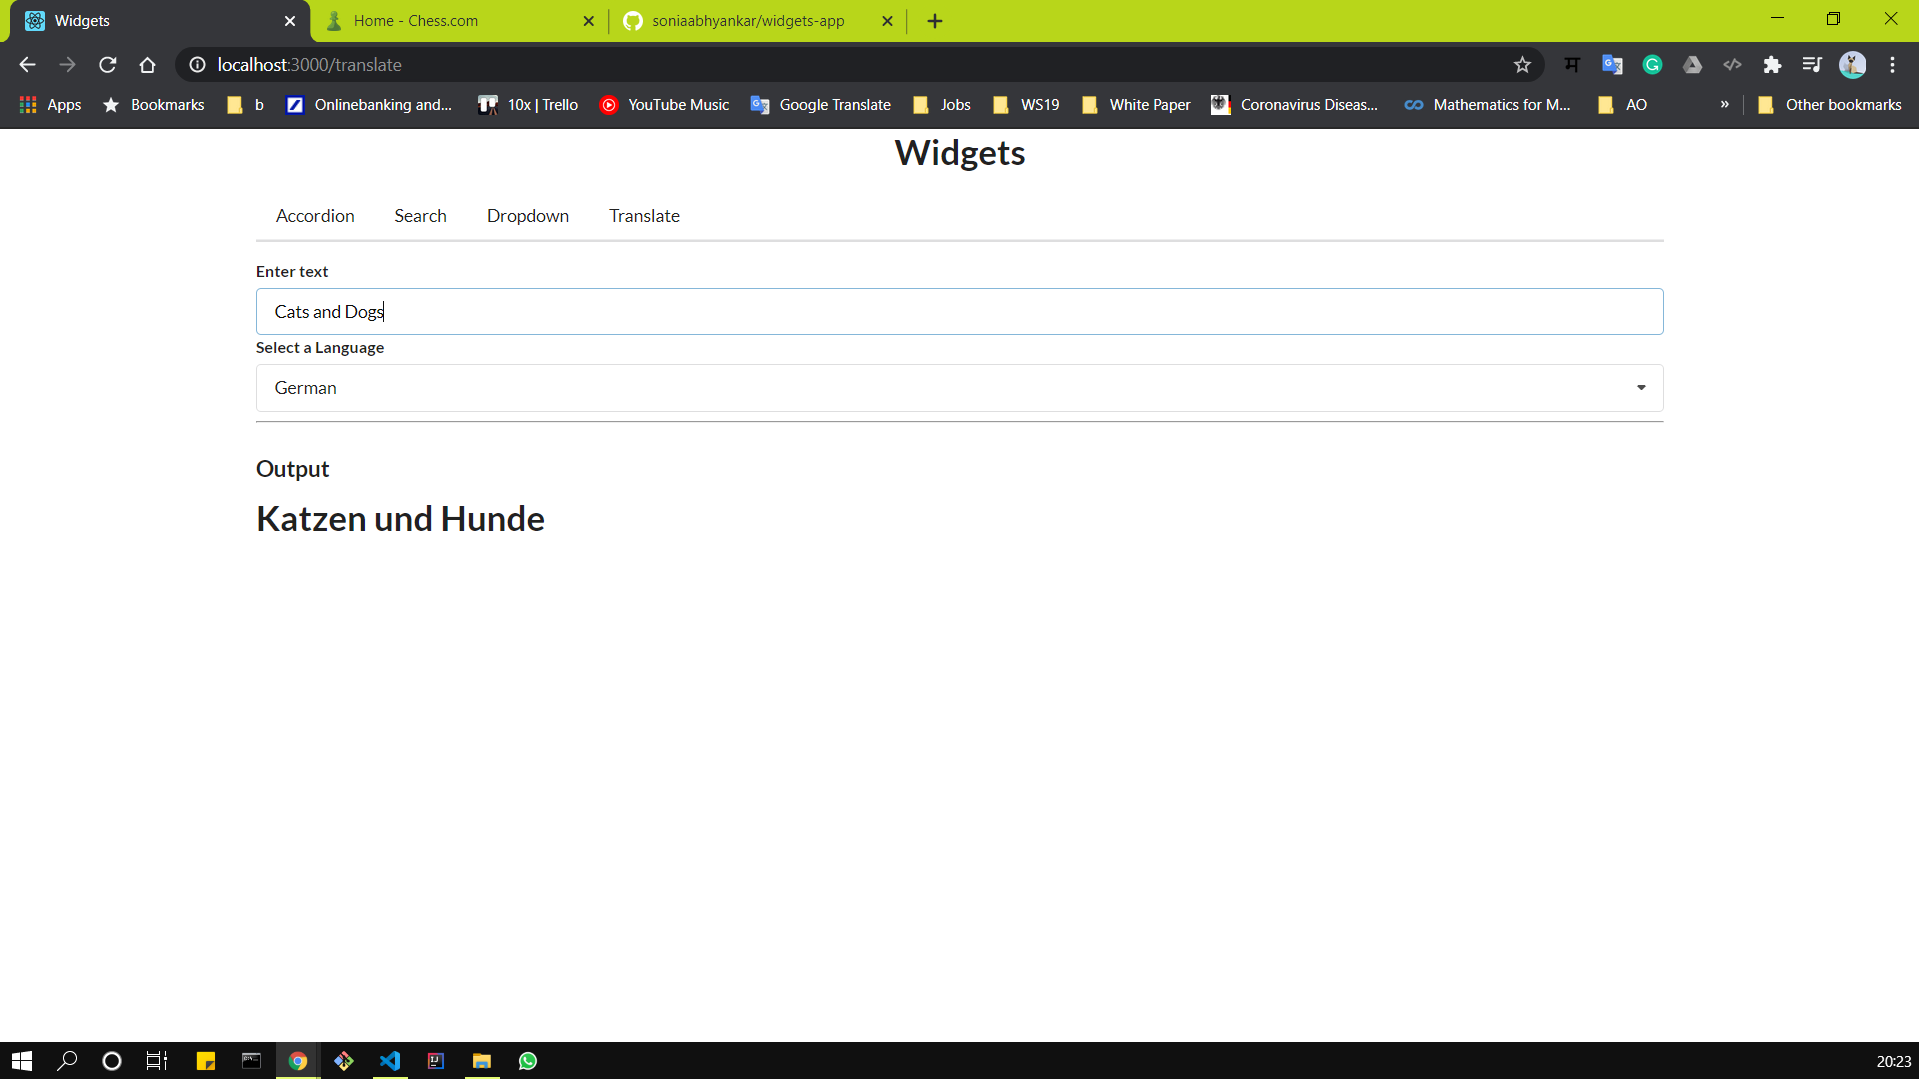 Widgets
Home - Chess.com
soniaabhyankar/widgets-app
localhost:3000/translate
Apps
Bookmarks
b
Onlinebanking and...
10x | Trello
YouTube Music
Google Translate
Jobs
WS19
White Paper
Coronavirus Diseas...
Mathematics for M...
AO
»
Other bookmarks
Widgets
Accordion
Search
Dropdown
Translate
Enter text
Cats and Dogs
Select a Language
German
Output
Katzen und Hunde
20:23